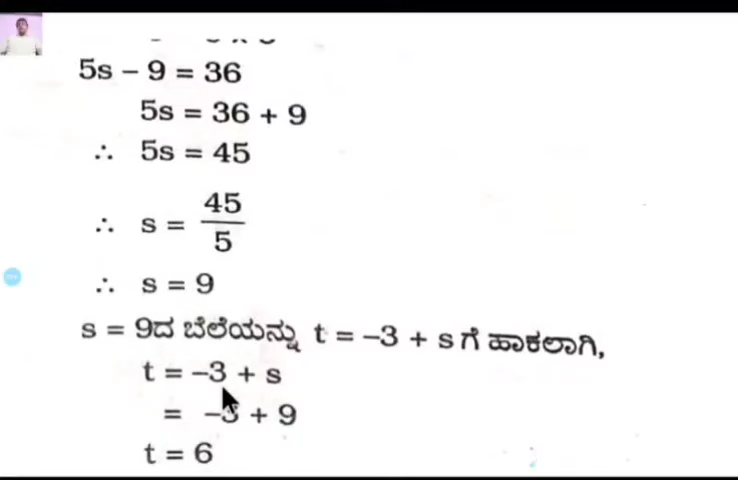 5s – 9 = 36
5s = 36 + 9
∴ 5s = 45
∴ s = 45/5
∴ s = 9
s = 9ದ ಬೆಲೆಯನ್ನು t = –3 + s ಗೆ ಹಾಕಲಾಗಿ,
t = –3 + s
= –3 + 9
t = 6